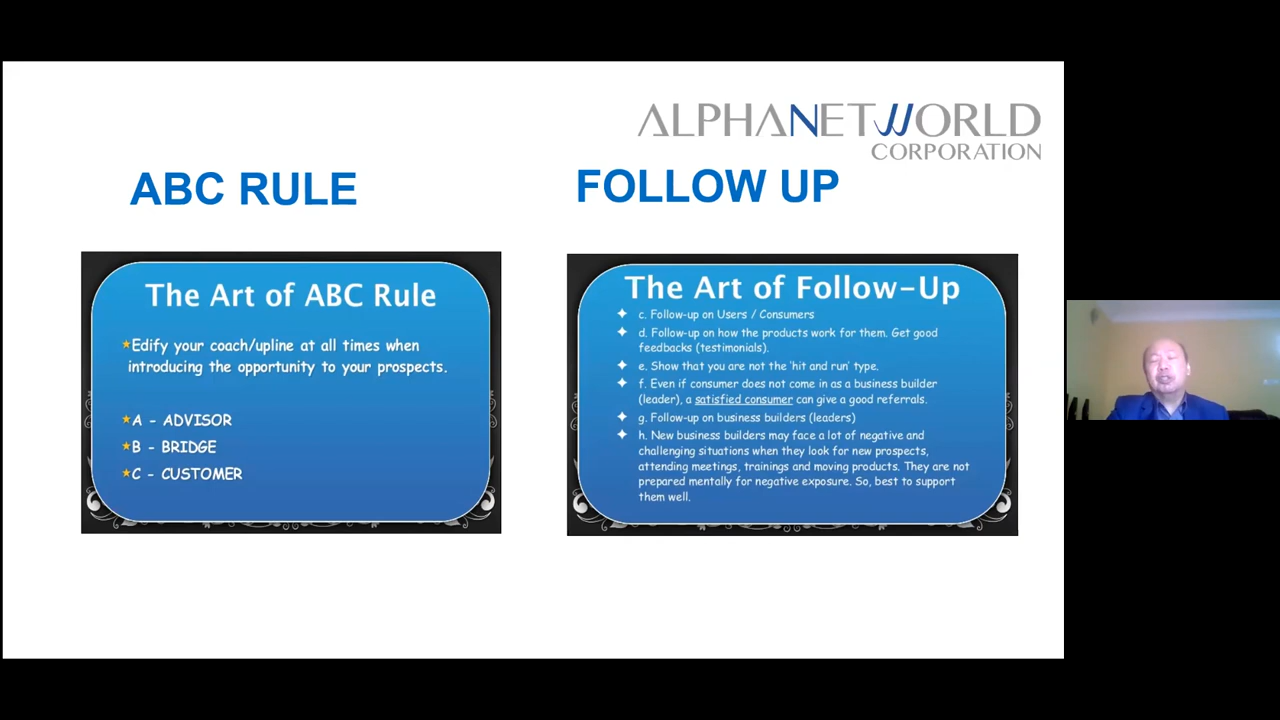 ALPHANETWORLD
CORPORATION
ABC RULE
The Art of ABC Rule
Edify your coach/upline at all times when
introducing the opportunity to your prospects.
A - ADVISOR
B - BRIDGE
C - CUSTOMER
FOLLOW UP
The Art of Follow-Up
c. Follow-up on Users / Consumers
d. Follow-up on how the products work for them. Get good
feedbacks (testimonials).
e. Show that you are not the 'hit and run' type.
f. Even if consumer does not come in as a business builder
(leader), a satisfied consumer can give a good referrals.
g. Follow-up on business builders (leaders)
h. New business builders may face a lot of negative and
challenging situations when they look for new prospects,
attending meetings, trainings and moving products. They are not
prepared mentally for negative exposure. So, best to support
them well.